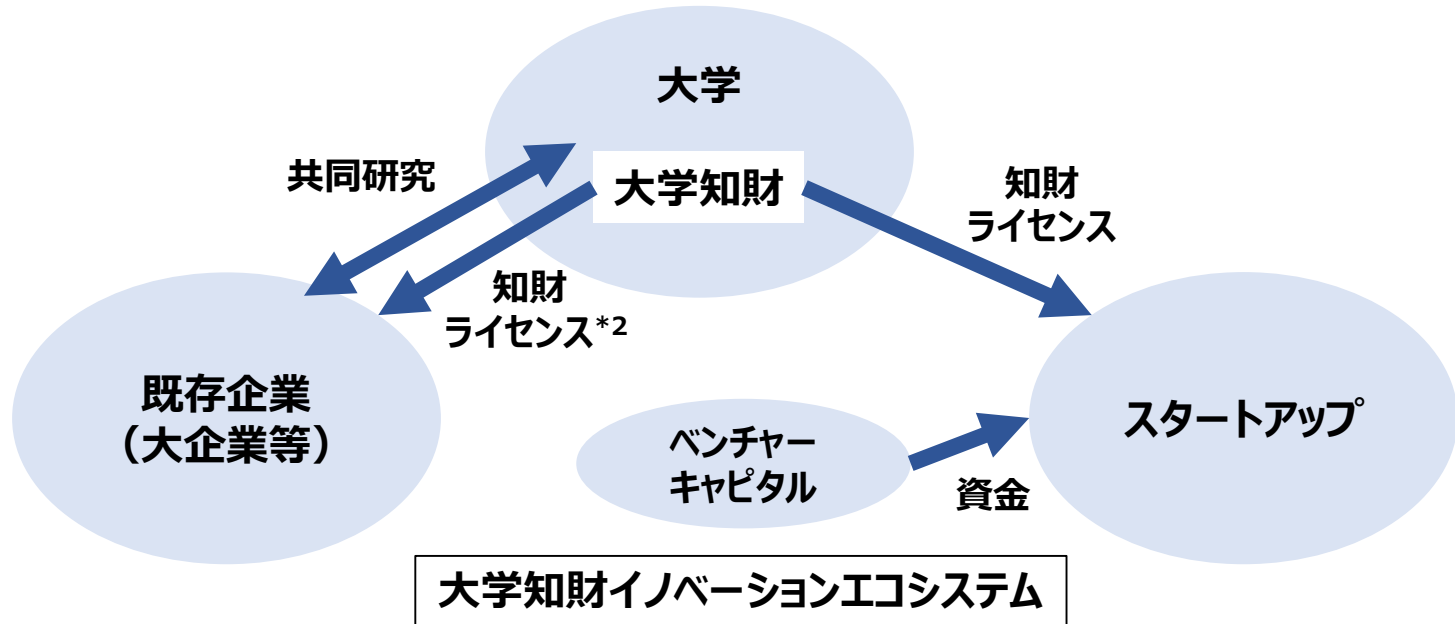 大学
大学知財
共同研究
知財
ライセンス
知財
ライセンス*2
既存企業
（大企業等）
スタートアップ
ベンチャー
キャピタル
資金
大学知財イノベーションエコシステム